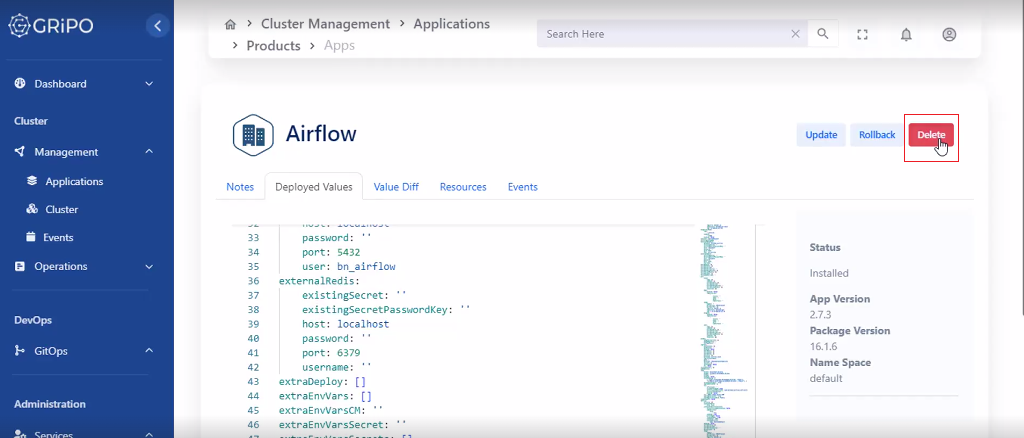 GRiPO
Cluster Management > Applications
> Products > Apps
Search Here
Dashboard
Cluster
Management
Applications
Cluster
Events
Operations
DevOps
GitOps
Administration
Services
Airflow
Update
Rollback
Delete
Notes
Deployed Values
Value Diff
Resources
Events
32 host: localhost
33 password: ''
34 port: 5432
35 user: bn_airflow
36 externalRedis:
37 existingSecret: ''
38 existingSecretPasswordKey: ''
39 host: localhost
40 password: ''
41 port: 6379
42 username: ''
43 extraDeploy: []
44 extraEnvVars: []
45 extraEnvVarsCM: ''
46 extraEnvVarsSecret: ''
47 extraEnvVarsSecrets: []
Status
Installed
App Version
2.7.3
Package Version
16.1.6
Name Space
default